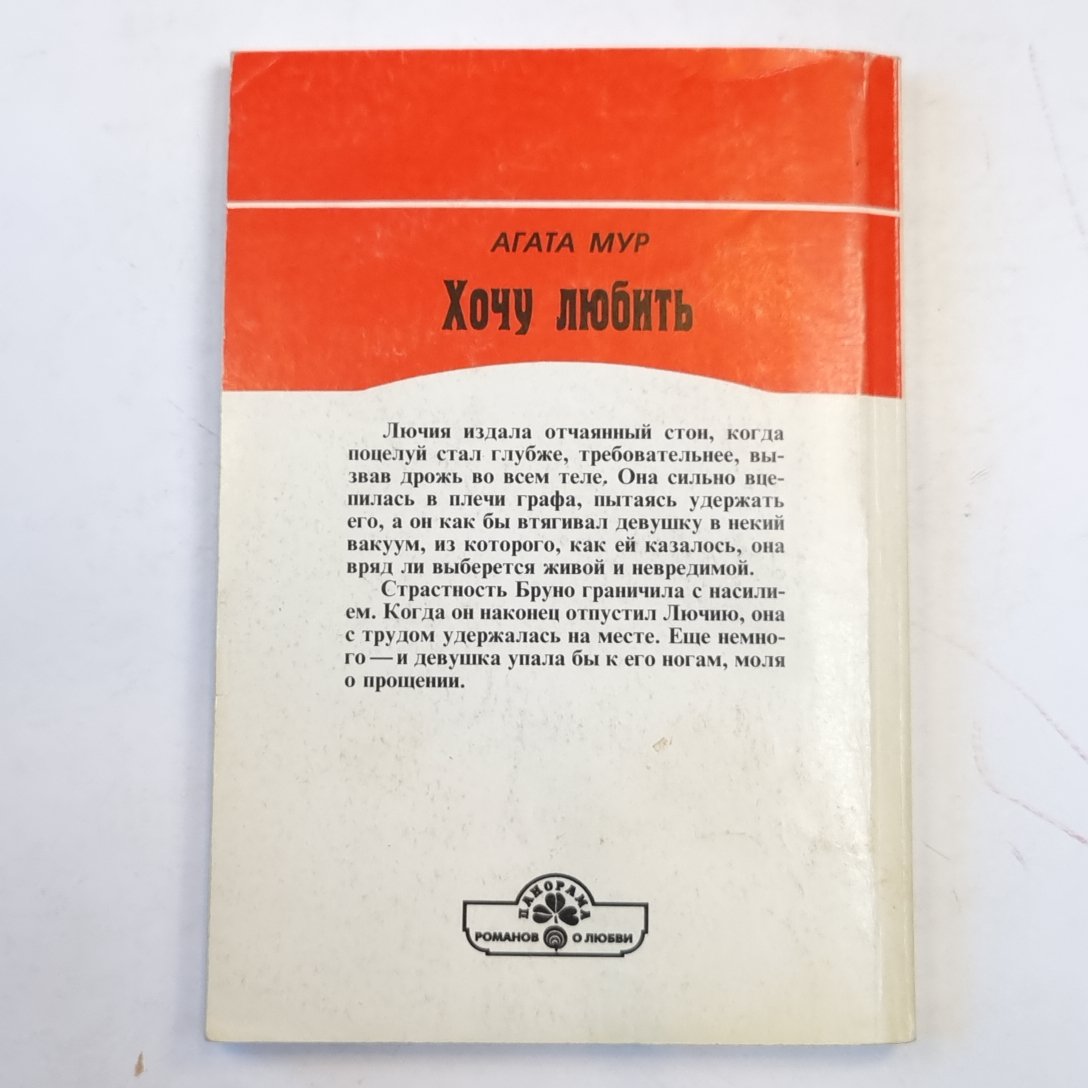 АГАТА МУР
Хочу любить
Лючия издала отчаянный стон, когда
поцелуй стал глубже, требовательнее, вы-
звав дрожь во всем теле. Она сильно вце-
пилась в плечи графа, пытаясь удержать
его, а он как бы втягивал девушку в некий
вакуум, из которого, как ей казалось, она
вряд ли выберется живой и невредимой.
Страстность Бруно граничила с насили-
ем. Когда он наконец отпустил Лючию, она
с трудом удержалась на месте. Еще немно-
го — и девушка упала бы к его ногам, моля
о прощении.
ПАНОРАМА
РОМАНОВ О ЛЮБВИ